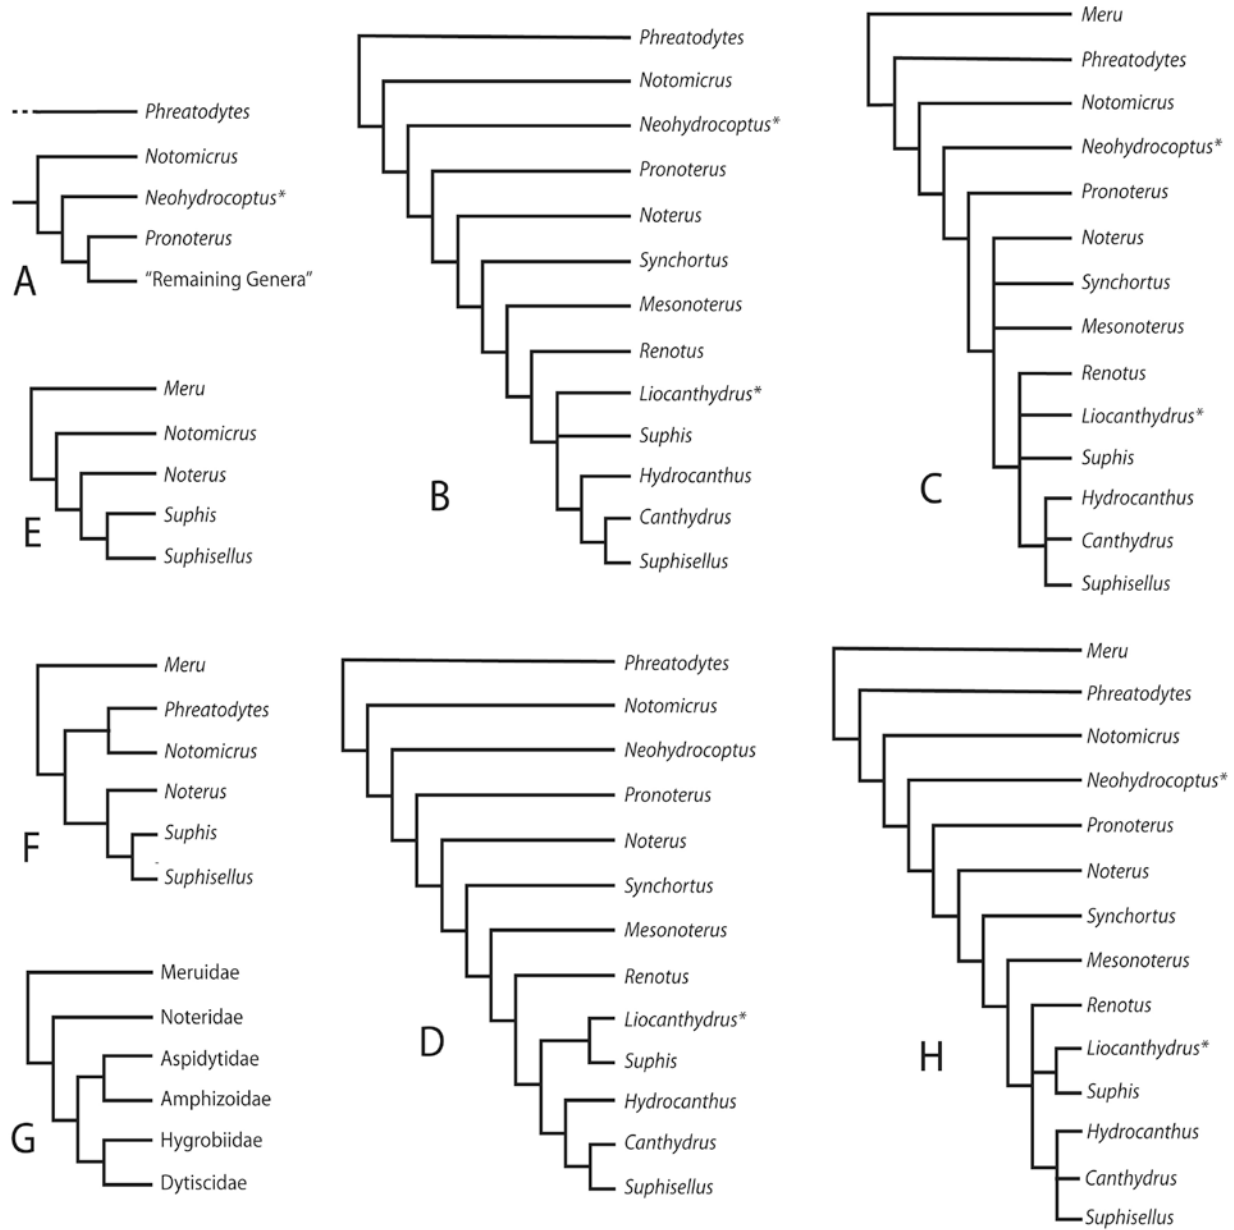 Phreatodytes
Notomicrus
Neohydrocoptus*
Pronoterus
"Remaining Genera"
A
Phreatodytes
Notomicrus
Neohydrocoptus*
Pronoterus
Noterus
Synchortus
Mesonoterus
Renotus
Liocanthydrus*
Suphis
Hydrocanthus
Canthydrus
Suphisellus
B
Meru
Phreatodytes
Notomicrus
Neohydrocoptus*
Pronoterus
Noterus
Synchortus
Mesonoterus
Renotus
Liocanthydrus*
Suphis
Hydrocanthus
Canthydrus
Suphisellus
C
Meru
Notomicrus
Noterus
Suphis
Suphisellus
E
Meru
Phreatodytes
Notomicrus
Noterus
Suphis
Suphisellus
F
Meruidae
Noteridae
Aspidytidae
Amphizoidae
Hygrobiidae
Dytiscidae
G
Phreatodytes
Notomicrus
Neohydrocoptus
Pronoterus
Noterus
Synchortus
Mesonoterus
Renotus
Liocanthydrus*
Suphis
Hydrocanthus
Canthydrus
Suphisellus
D
Meru
Phreatodytes
Notomicrus
Neohydrocoptus*
Pronoterus
Noterus
Synchortus
Mesonoterus
Renotus
Liocanthydrus*
Suphis
Hydrocanthus
Canthydrus
Suphisellus
H